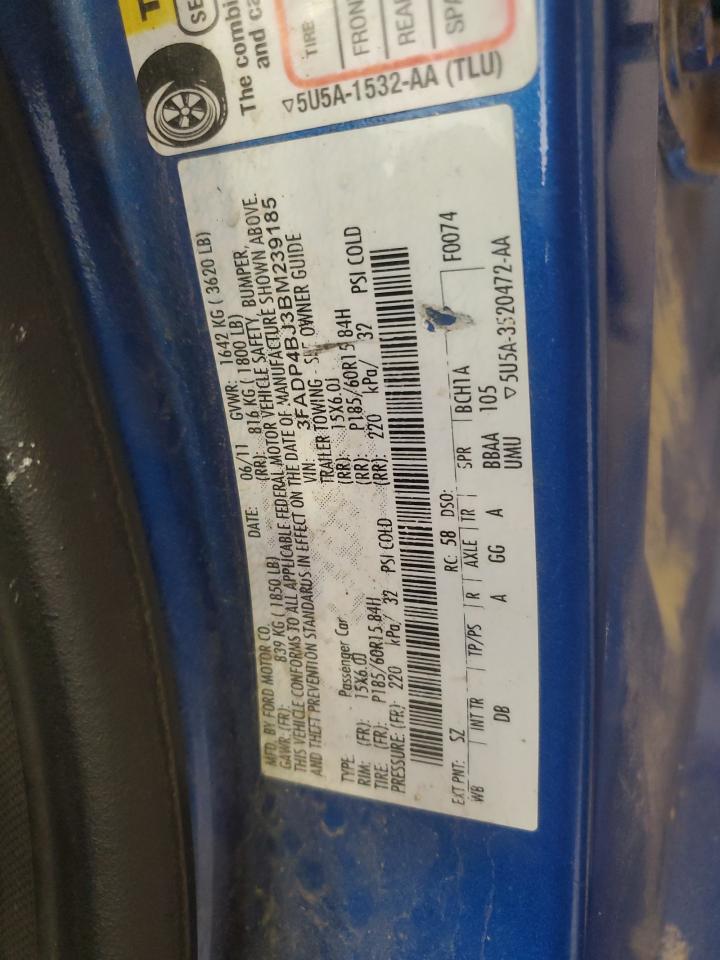 T
SE
The combi
and ca
TIRE
FRON
REAR
SPA
▽5U5A-1532-AA (TLU)
MFD. BY FORD MOTOR CO. DATE: 06/11 GVWR: 1642 KG ( 3620 LB)
GAWR: (FR): 839 KG ( 1850 LB) (RR): 816 KG ( 1800 LB)
THIS VEHICLE CONFORMS TO ALL APPLICABLE FEDERAL MOTOR VEHICLE SAFETY, BUMPER,
AND THEFT PREVENTION STANDARDS IN EFFECT ON THE DATE OF MANUFACTURE SHOWN ABOVE.
VIN: 3FADP4BJ3BM239185
TYPE Passenger Car TRAILER TOWING - OWNER GUIDE
RIM: (FR): 15X6.0J (RR): 15X6.0J
TIRE: (FR): P185/60R15 84H (RR): P185/60R15 84H
PRESSURE: (FR): 220 kPa/ 32 PSI COLD (RR): 220 kPa/ 32 PSI COLD
EXT PNT: SZ RC: 58 DSO: F0074
WB INT TR TP/PS R AXLE TR SPR BCH1A
DB A GG A BBAA 105
UMU ▽5U5A-3520472-AA